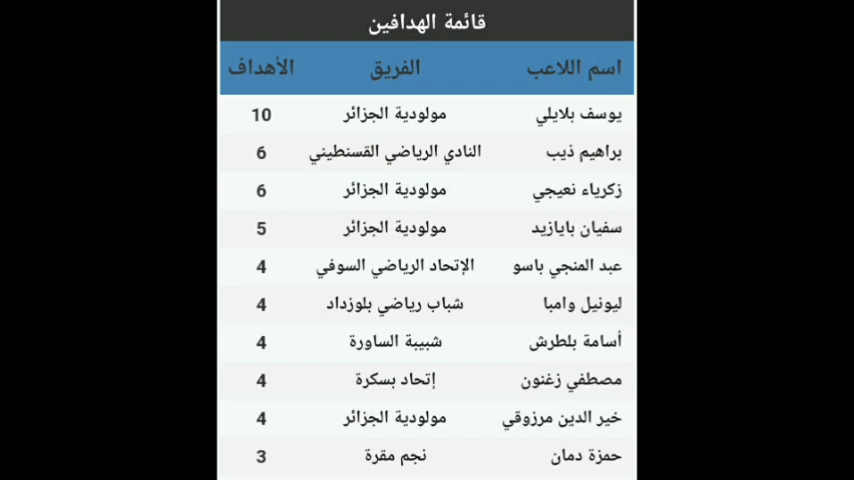 قائمة الهدافين
اسم اللاعب الفريق الأهداف
يوسف بلايلي مولودية الجزائر 10
براهيم ذيب النادي الرياضي القسنطيني 6
زكرياء نعيجي مولودية الجزائر 6
سفيان بايازيد مولودية الجزائر 5
عبد المنجي باسو الإتحاد الرياضي السوفي 4
ليونيل وامبا شباب رياضي بلوزداد 4
أسامة بلطرش شبيبة الساورة 4
مصطفي زغنون إتحاد بسكرة 4
خير الدين مرزوقي مولودية الجزائر 4
حمزة دمان نجم مقرة 3